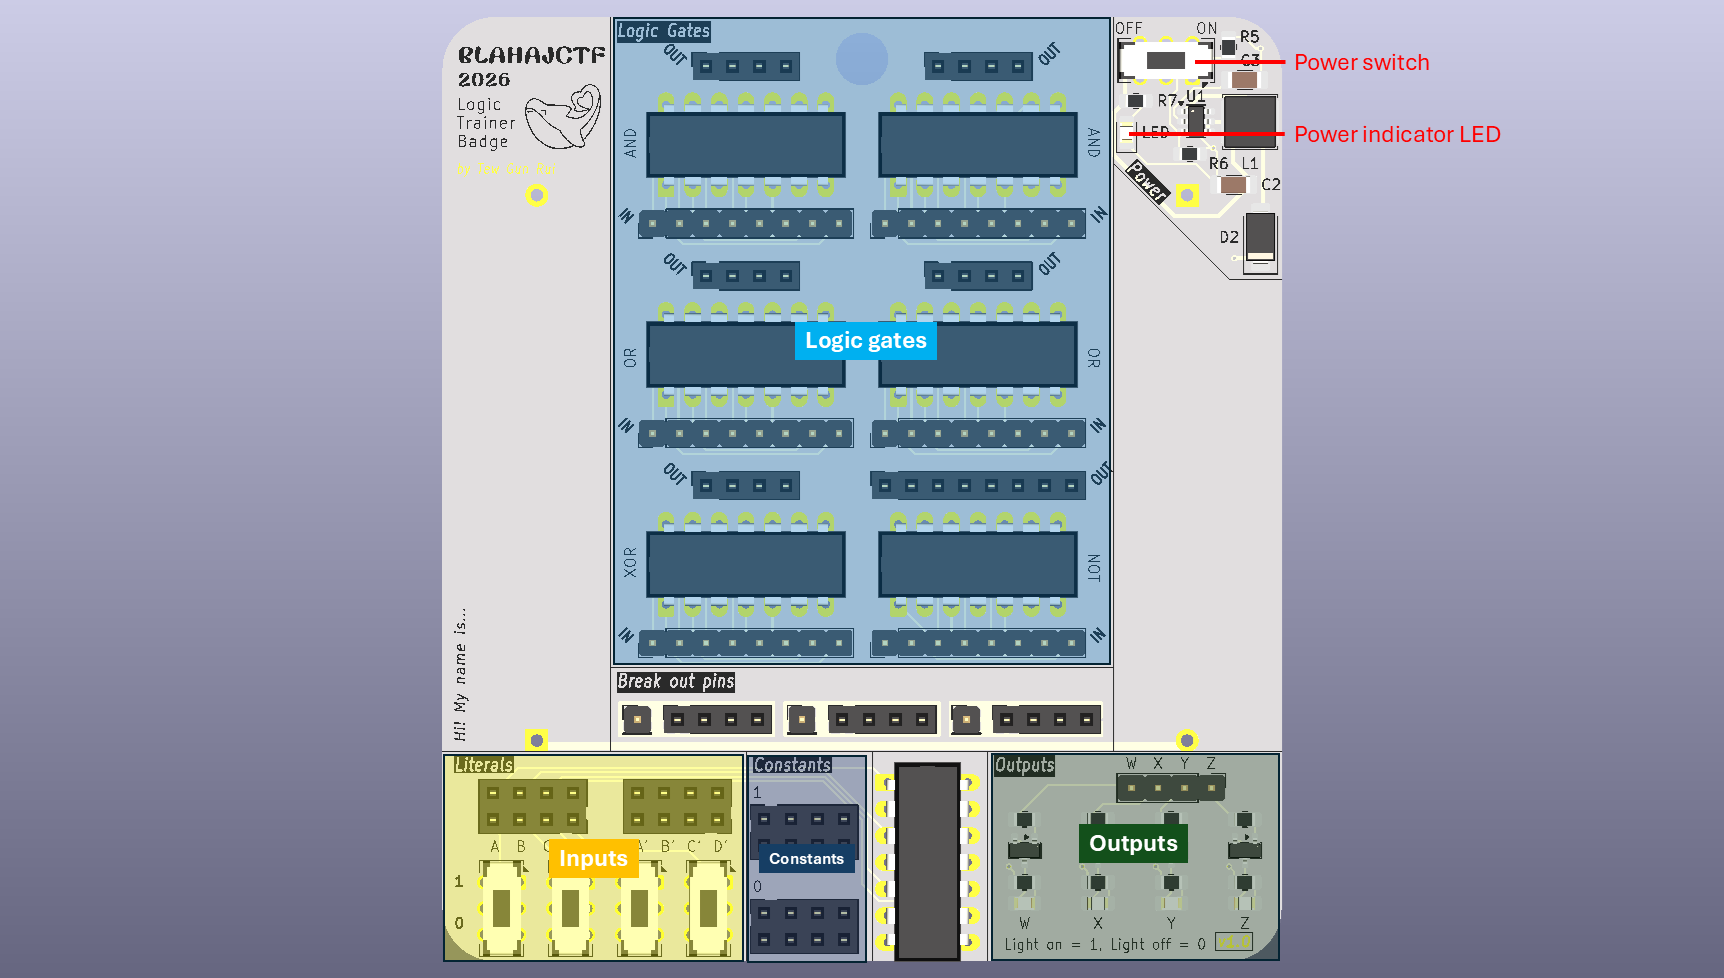 BLAHAJCTF
2026
Logic
Trainer
Badge
Hi! My name is...
Logic Gates
OUT
OUT
AND
AND
IN
IN
OUT
OUT
OR
Logic gates
OR
IN
IN
OUT
OUT
XOR
NOT
IN
IN
OFF
ON
R5
C3
Power switch
R7
U1
LED
Power indicator LED
R6
L1
Power
C2
D2
Break out pins
Literals
A
B
C
A'
B'
C'
D'
Inputs
1
0
Constants
1
Constants
0
Outputs
W
X
Y
Z
Outputs
W
X
Y
Z
Light on = 1, Light off = 0
v1.0